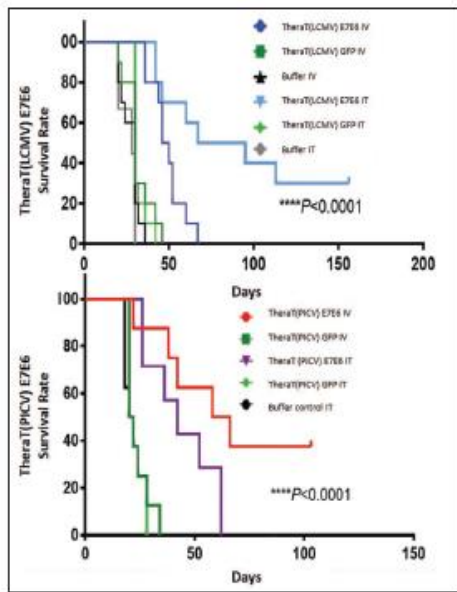 TheraT(LCMV) E7E6
Survival Rate
00
80
60
40
20
0
TheraT(LCMV) E7E6 IV
TheraT(LCMV) GFP IV
Buffer IV
TheraT(LCMV) E7E6 IT
TheraT(LCMV) GFP IT
Buffer IT
****P<0.0001
0 50 100 150 200
Days
TheraT(PICV) E7E6
Survival Rate
100
80
60
40
20
0
TheraT(PICV) E7E6 IV
TheraT(PICV) GFP IV
TheraT (PICV) E7E6 IT
TheraT(PICV) GFP IT
Buffer control IT
****P<0.0001
0 50 100 150
Days